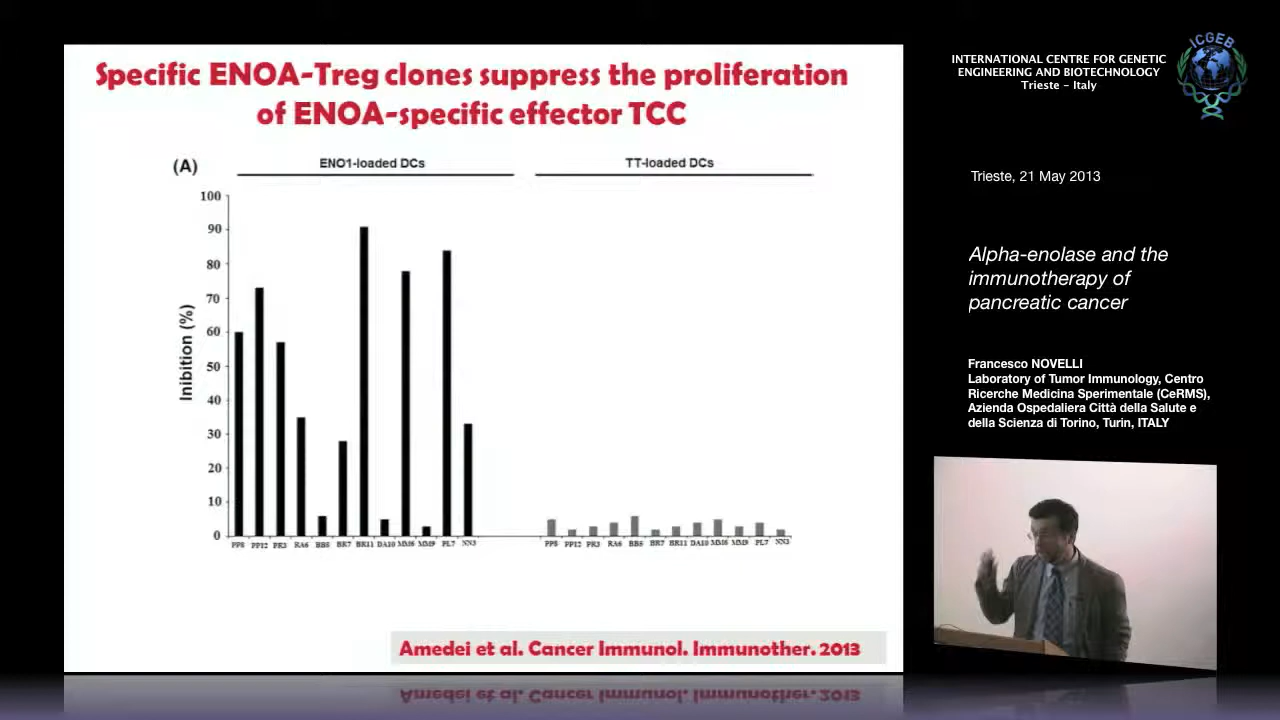 Specific ENOA-Treg clones suppress the proliferation
of ENOA-specific effector TCC
(A)
ENO1-loaded DCs
TT-loaded DCs
100
90
80
70
60
50
40
30
20
10
0
Inibition (%)
PP8 PP12 PR3 RA6 BB5 BR7 BR11 DA10 MM6 MM9 PL7 NN3
PP8 PP12 PR3 RA6 BB5 BR7 BR11 DA10 MM6 MM9 PL7 NN3
Amedei et al. Cancer Immunol. Immunother. 2013
INTERNATIONAL CENTRE FOR GENETIC
ENGINEERING AND BIOTECHNOLOGY
Trieste - Italy
ICGEB
Trieste, 21 May 2013
Alpha-enolase and the
immunotherapy of
pancreatic cancer
Francesco NOVELLI
Laboratory of Tumor Immunology, Centro
Ricerche Medicina Sperimentale (CeRMS),
Azienda Ospedaliera Città della Salute e
della Scienza di Torino, Turin, ITALY